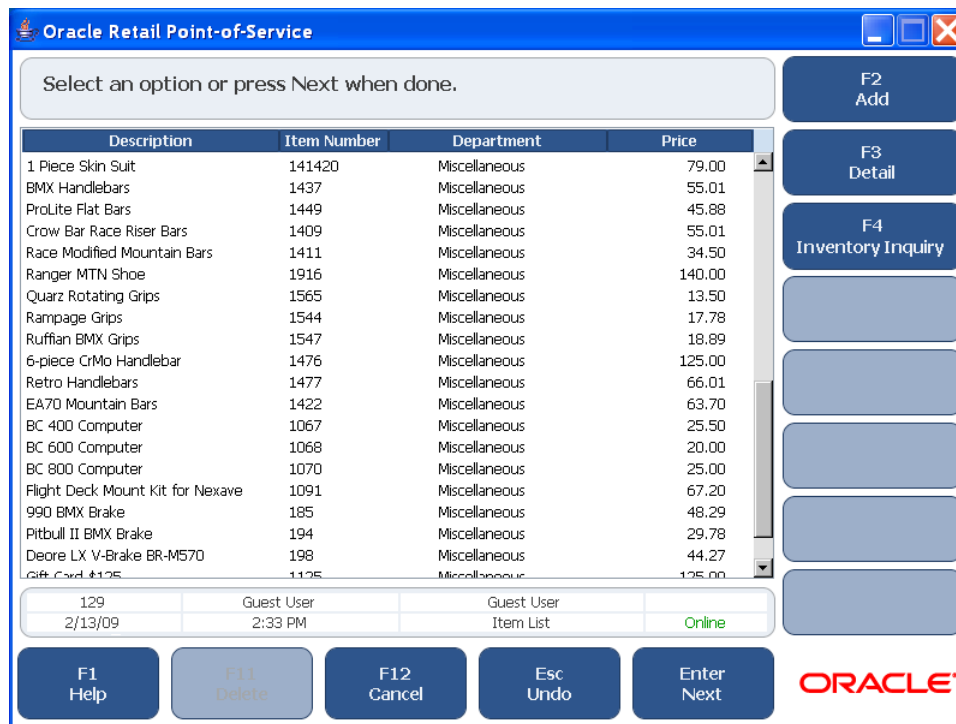 Oracle Retail Point-of-Service
Select an option or press Next when done.
F2
Add
F3
Detail
F4
Inventory Inquiry
Description Item Number Department Price
1 Piece Skin Suit 141420 Miscellaneous 79.00
BMX Handlebars 1437 Miscellaneous 55.01
ProLite Flat Bars 1449 Miscellaneous 45.88
Crow Bar Race Riser Bars 1409 Miscellaneous 55.01
Race Modified Mountain Bars 1411 Miscellaneous 34.50
Ranger MTN Shoe 1916 Miscellaneous 140.00
Quarz Rotating Grips 1565 Miscellaneous 13.50
Rampage Grips 1544 Miscellaneous 17.78
Ruffian BMX Grips 1547 Miscellaneous 18.89
6-piece CrMo Handlebar 1476 Miscellaneous 125.00
Retro Handlebars 1477 Miscellaneous 66.01
EA70 Mountain Bars 1422 Miscellaneous 63.70
BC 400 Computer 1067 Miscellaneous 25.50
BC 600 Computer 1068 Miscellaneous 20.00
BC 800 Computer 1070 Miscellaneous 25.00
Flight Deck Mount Kit for Nexave 1091 Miscellaneous 67.20
990 BMX Brake 185 Miscellaneous 48.29
Pitbull II BMX Brake 194 Miscellaneous 29.78
Deore LX V-Brake BR-M570 198 Miscellaneous 44.27
Gift Card $125 1125 Miscellaneous 125.00
129 Guest User Guest User
2/13/09 2:33 PM Item List Online
F1
Help
F11
Delete
F12
Cancel
Esc
Undo
Enter
Next
ORACLE